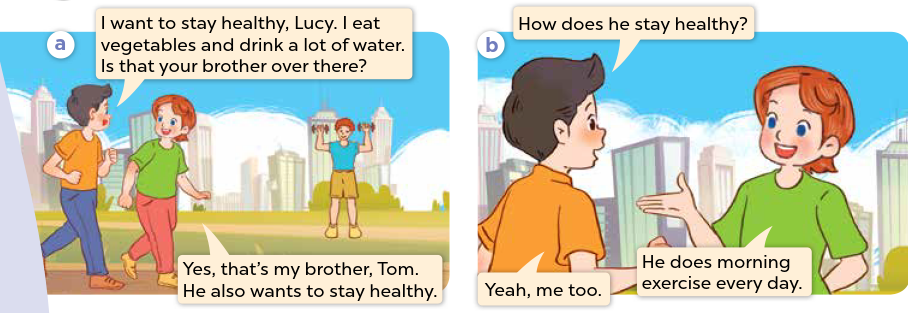 a
I want to stay healthy, Lucy. I eat
vegetables and drink a lot of water.
Is that your brother over there?
Yes, that's my brother, Tom.
He also wants to stay healthy.
b
How does he stay healthy?
He does morning
exercise every day.
Yeah, me too.